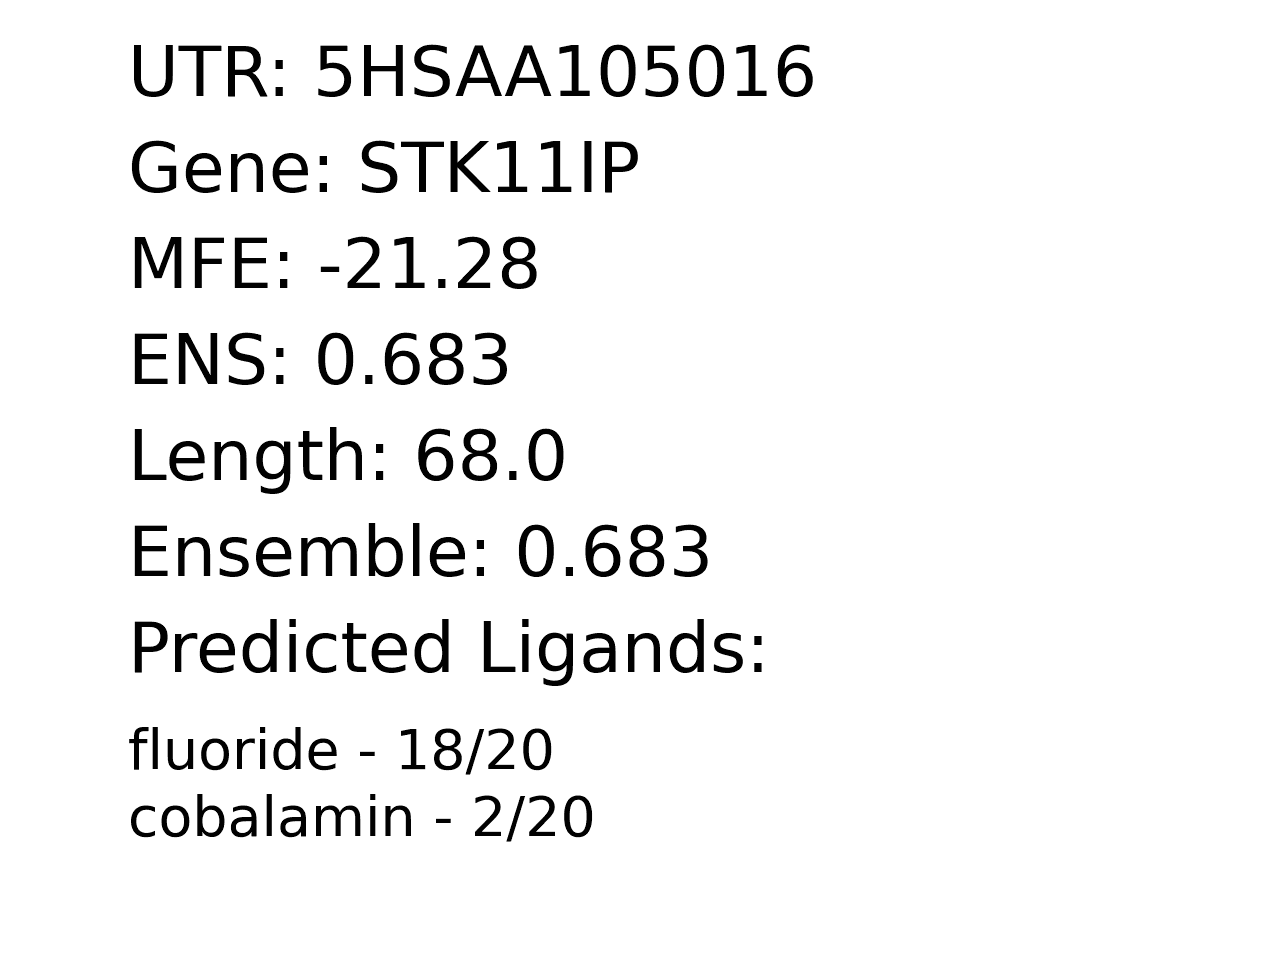 UTR: 5HSAA105016
Gene: STK11IP
MFE: -21.28
ENS: 0.683
Length: 68.0
Ensemble: 0.683
Predicted Ligands:
fluoride - 18/20
cobalamin - 2/20